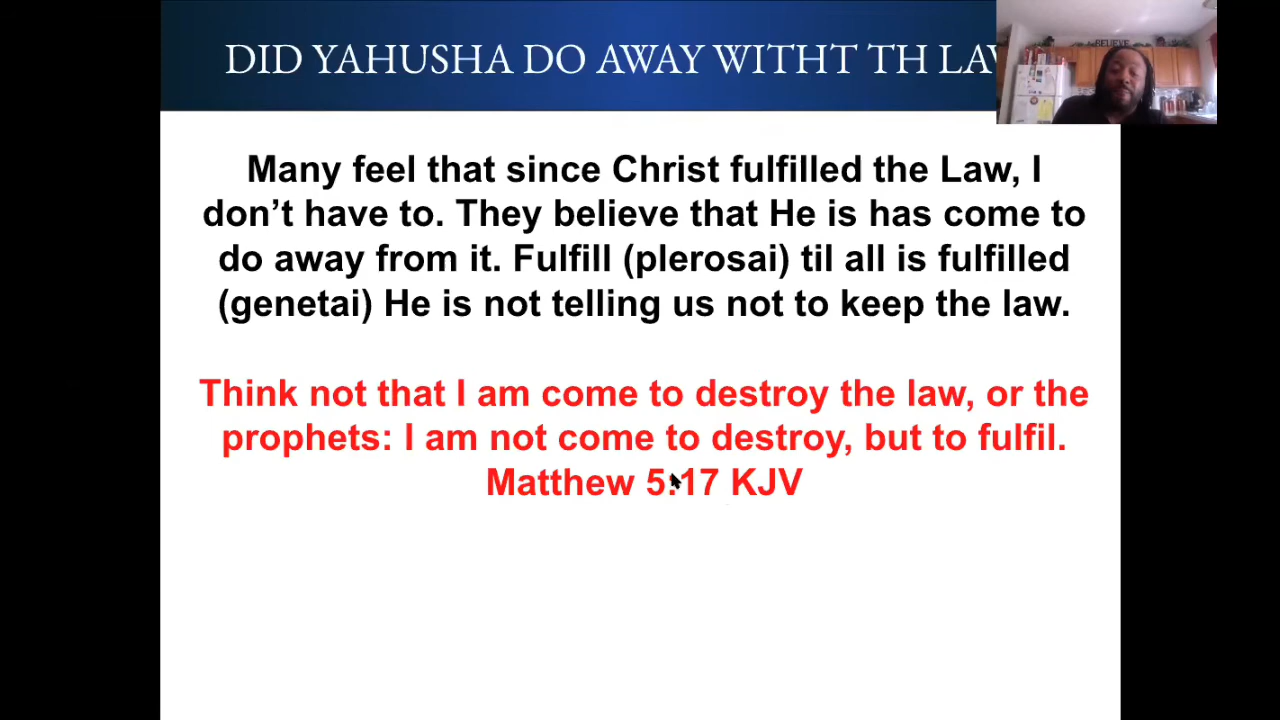 DID YAHUSHA DO AWAY WITHT TH LAW
BELIEVE
Many feel that since Christ fulfilled the Law, I
don’t have to. They believe that He is has come to
do away from it. Fulfill (plerosai) til all is fulfilled
(genetai) He is not telling us not to keep the law.
Think not that I am come to destroy the law, or the
prophets: I am not come to destroy, but to fulfil.
Matthew 5:17 KJV